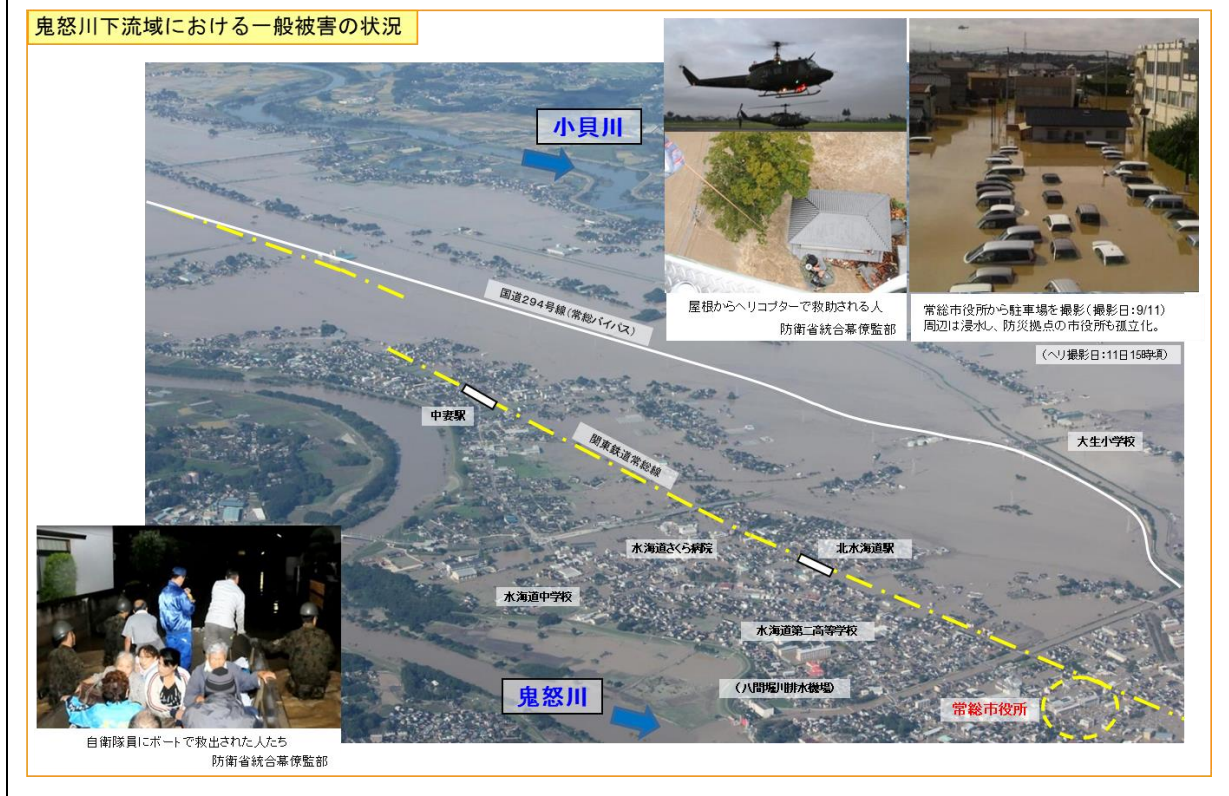 鬼怒川下流域における一般被害の状況
小貝川
屋根からヘリコプターで救助される人
防衛省統合幕僚監部
常総市役所から駐車場を撮影(撮影日:9/11)
周辺は浸水し、防災拠点の市役所も孤立化。
(ヘリ撮影日:11日15時頃)
国道294号線(常総バイパス)
中妻駅
大生小学校
関東鉄道常総線
水海道さくら病院
北水海道駅
水海道中学校
水海道第二高等学校
(八間堀川排水機場)
鬼怒川
常総市役所
自衛隊員にボートで救出された人たち
防衛省統合幕僚監部